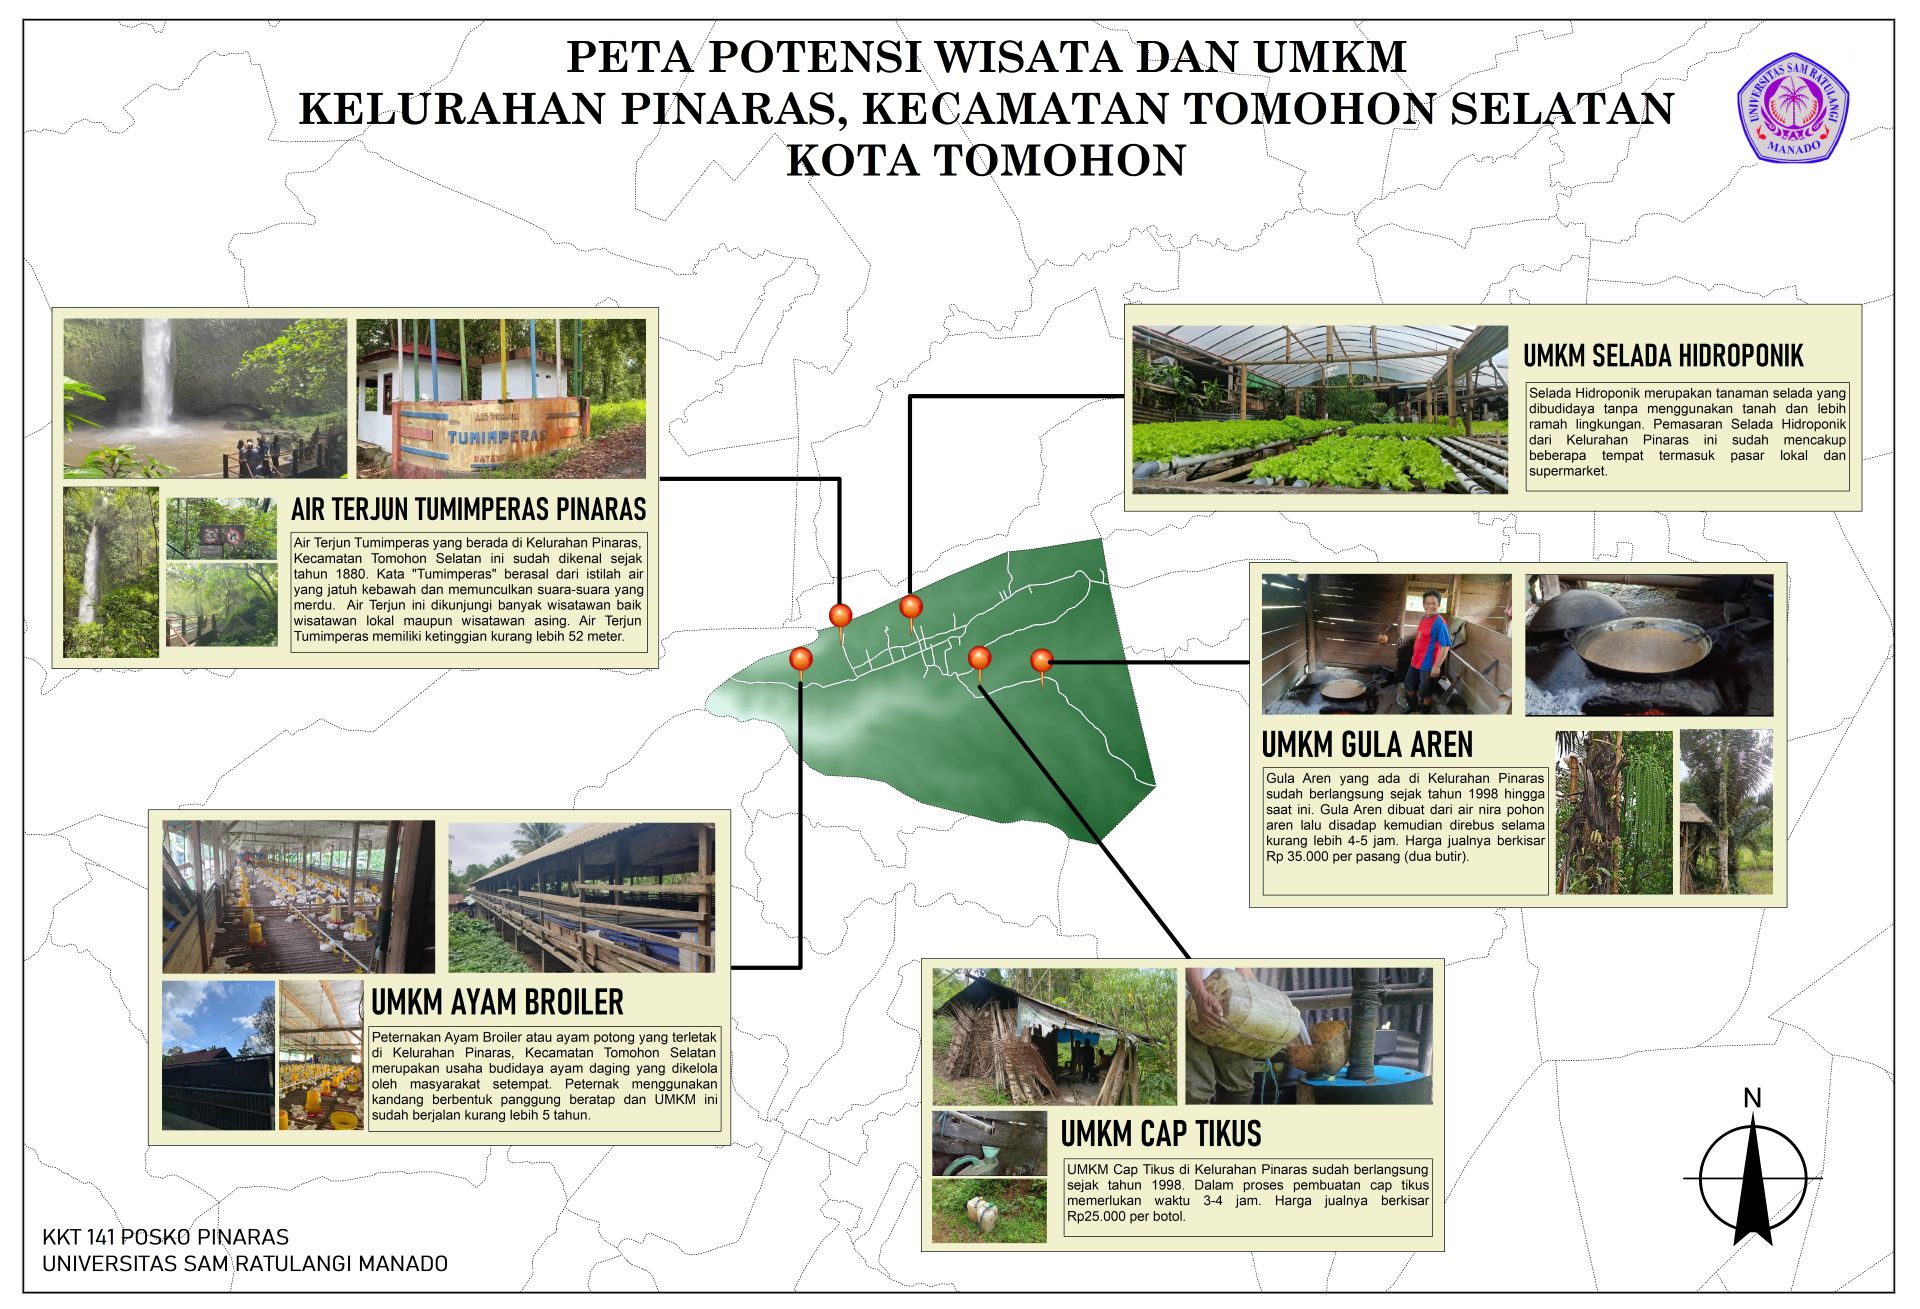 PETA POTENSI WISATA DAN UMKM
KELURAHAN PINARAS, KECAMATAN TOMOHON SELATAN
KOTA TOMOHON
UNIVERSITAS SAM RATULANGI
MANADO
AIR TERJUN
TUMIMPERAS
AIR TERJUN TUMIMPERAS PINARAS
Air Terjun Tumimperas yang berada di Kelurahan Pinaras,
Kecamatan Tomohon Selatan ini sudah dikenal sejak
tahun 1880. Kata "Tumimperas" berasal dari istilah air
yang jatuh kebawah dan memunculkan suara-suara yang
merdu. Air Terjun ini dikunjungi banyak wisatawan baik
wisatawan lokal maupun wisatawan asing. Air Terjun
Tumimperas memiliki ketinggian kurang lebih 52 meter.
UMKM SELADA HIDROPONIK
Selada Hidroponik merupakan tanaman selada yang
dibudidaya tanpa menggunakan tanah dan lebih
ramah lingkungan. Pemasaran Selada Hidroponik
dari Kelurahan Pinaras ini sudah mencakup
beberapa tempat termasuk pasar lokal dan
supermarket.
UMKM GULA AREN
Gula Aren yang ada di Kelurahan Pinaras
sudah berlangsung sejak tahun 1998 hingga
saat ini. Gula Aren dibuat dari air nira pohon
aren lalu disadap kemudian direbus selama
kurang lebih 4-5 jam. Harga jualnya berkisar
Rp 35.000 per pasang (dua butir).
UMKM AYAM BROILER
Peternakan Ayam Broiler atau ayam potong yang terletak
di Kelurahan Pinaras, Kecamatan Tomohon Selatan
merupakan usaha budidaya ayam daging yang dikelola
oleh masyarakat setempat. Peternak menggunakan
kandang berbentuk panggung beratap dan UMKM ini
sudah berjalan kurang lebih 5 tahun.
UMKM CAP TIKUS
UMKM Cap Tikus di Kelurahan Pinaras sudah berlangsung
sejak tahun 1998. Dalam proses pembuatan cap tikus
memerlukan waktu 3-4 jam. Harga jualnya berkisar
Rp25.000 per botol.
N
KKT 141 POSKO PINARAS
UNIVERSITAS SAM RATULANGI MANADO